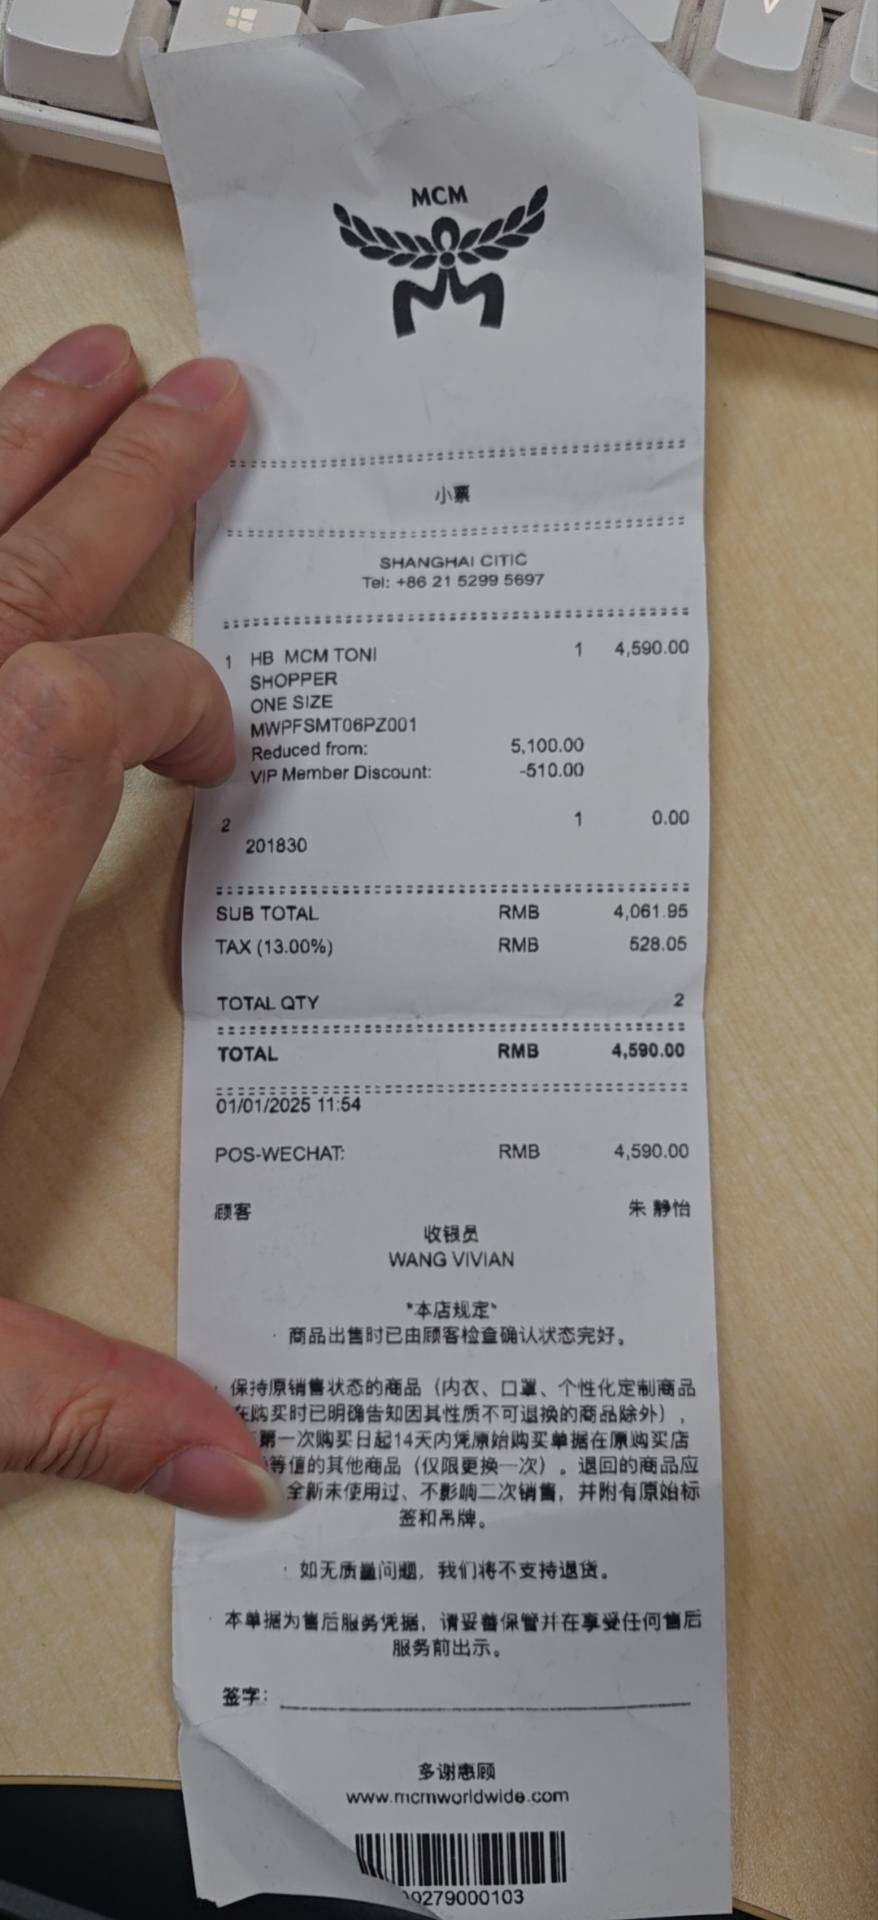 MCM
小票
SHANGHAI CITIC
Tel: +86 21 5299 5697
1 HB MCM TONI 1 4,590.00
SHOPPER
ONE SIZE
MWPFSMT06PZ001
Reduced from: 5,100.00
VIP Member Discount: -510.00
2 1 0.00
201830
SUB TOTAL RMB 4,061.95
TAX (13.00%) RMB 528.05
TOTAL QTY 2
TOTAL RMB 4,590.00
01/01/2025 11:54
POS-WECHAT: RMB 4,590.00
顾客 朱 静怡
收银员
WANG VIVIAN
*本店规定*
· 商品出售时已由顾客检查确认状态完好。
· 保持原销售状态的商品（内衣、口罩、个性化定制商品
在购买时已明确告知因其性质不可退换的商品除外），
第一次购买日起14天内凭原始购买单据在原购买店
等值的其他商品（仅限更换一次）。退回的商品应
全新未使用过、不影响二次销售，并附有原始标
签和吊牌。
· 如无质量问题，我们将不支持退货。
· 本单据为售后服务凭据，请妥善保管并在享受任何售后
服务前出示。
签字：
多谢惠顾
www.mcmworldwide.com
0279000103